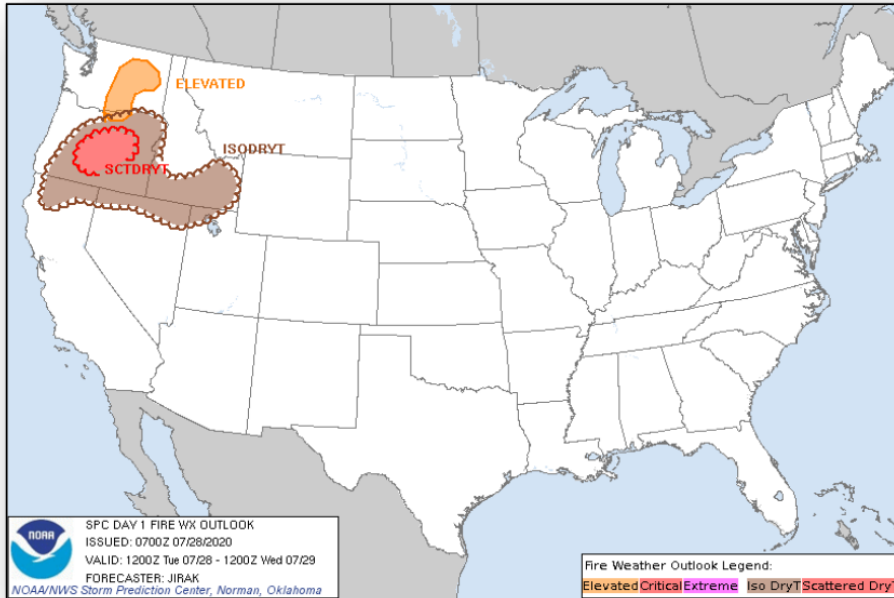 ELEVATED
ISODRYT
SCTDRYT
NOAA
SPC DAY 1 FIRE WX OUTLOOK
ISSUED: 0700Z 07/28/2020
VALID: 1200Z Tue 07/28 - 1200Z Wed 07/29
FORECASTER: JIRAK
NOAA/NWS Storm Prediction Center, Norman, Oklahoma
Fire Weather Outlook Legend:
Elevated Critical Extreme Iso DryT Scattered DryT